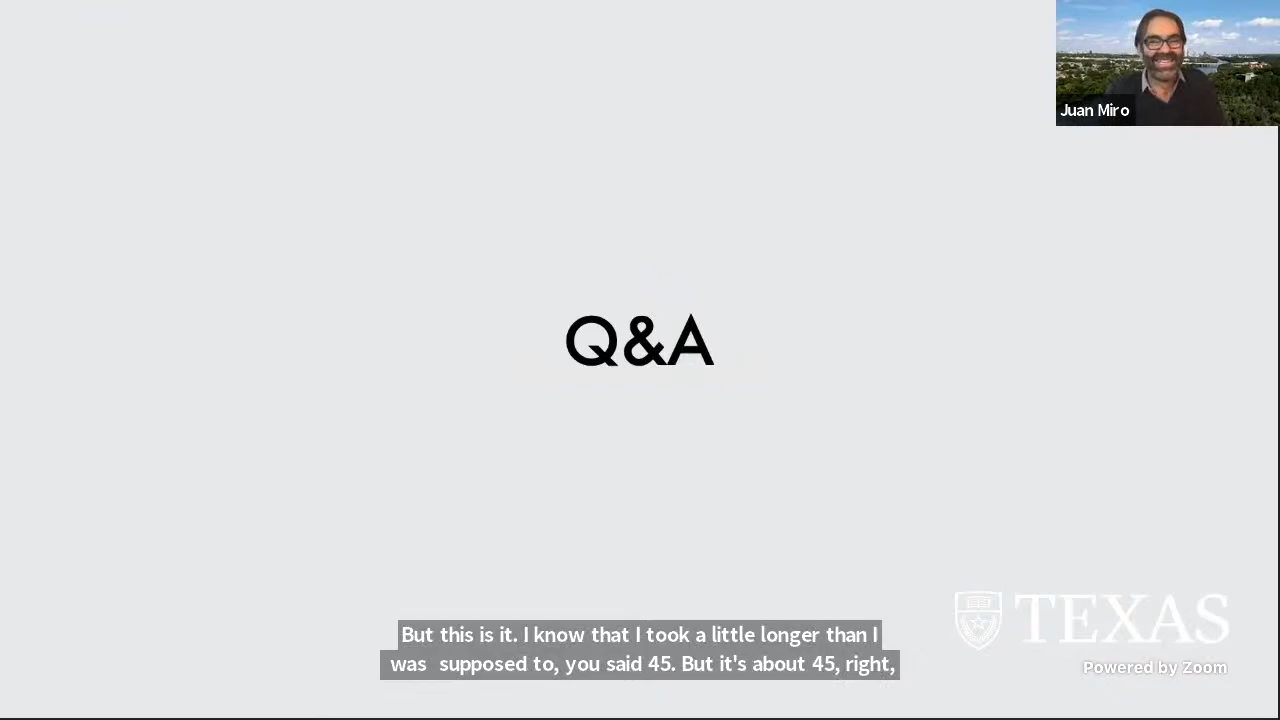 Juan Miro
Q&A
TEXAS
Powered by Zoom
But this is it. I know that I took a little longer than I
was supposed to, you said 45. But it's about 45, right,